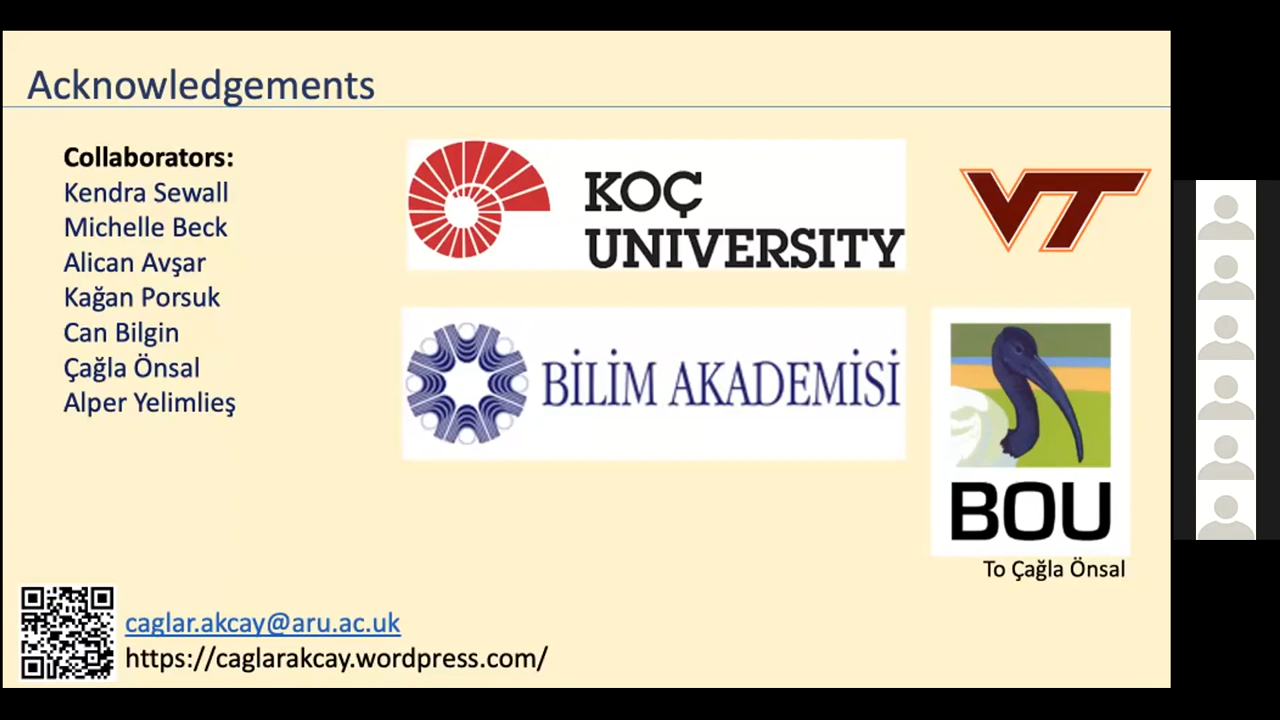 Acknowledgements
Collaborators:
Kendra Sewall
Michelle Beck
Alican Avşar
Kağan Porsuk
Can Bilgin
Çağla Önsal
Alper Yelimlieş
KOÇ
UNIVERSITY
VT
BİLİM AKADEMİSİ
BOU
To Çağla Önsal
caglar.akcay@aru.ac.uk
https://caglarakcay.wordpress.com/